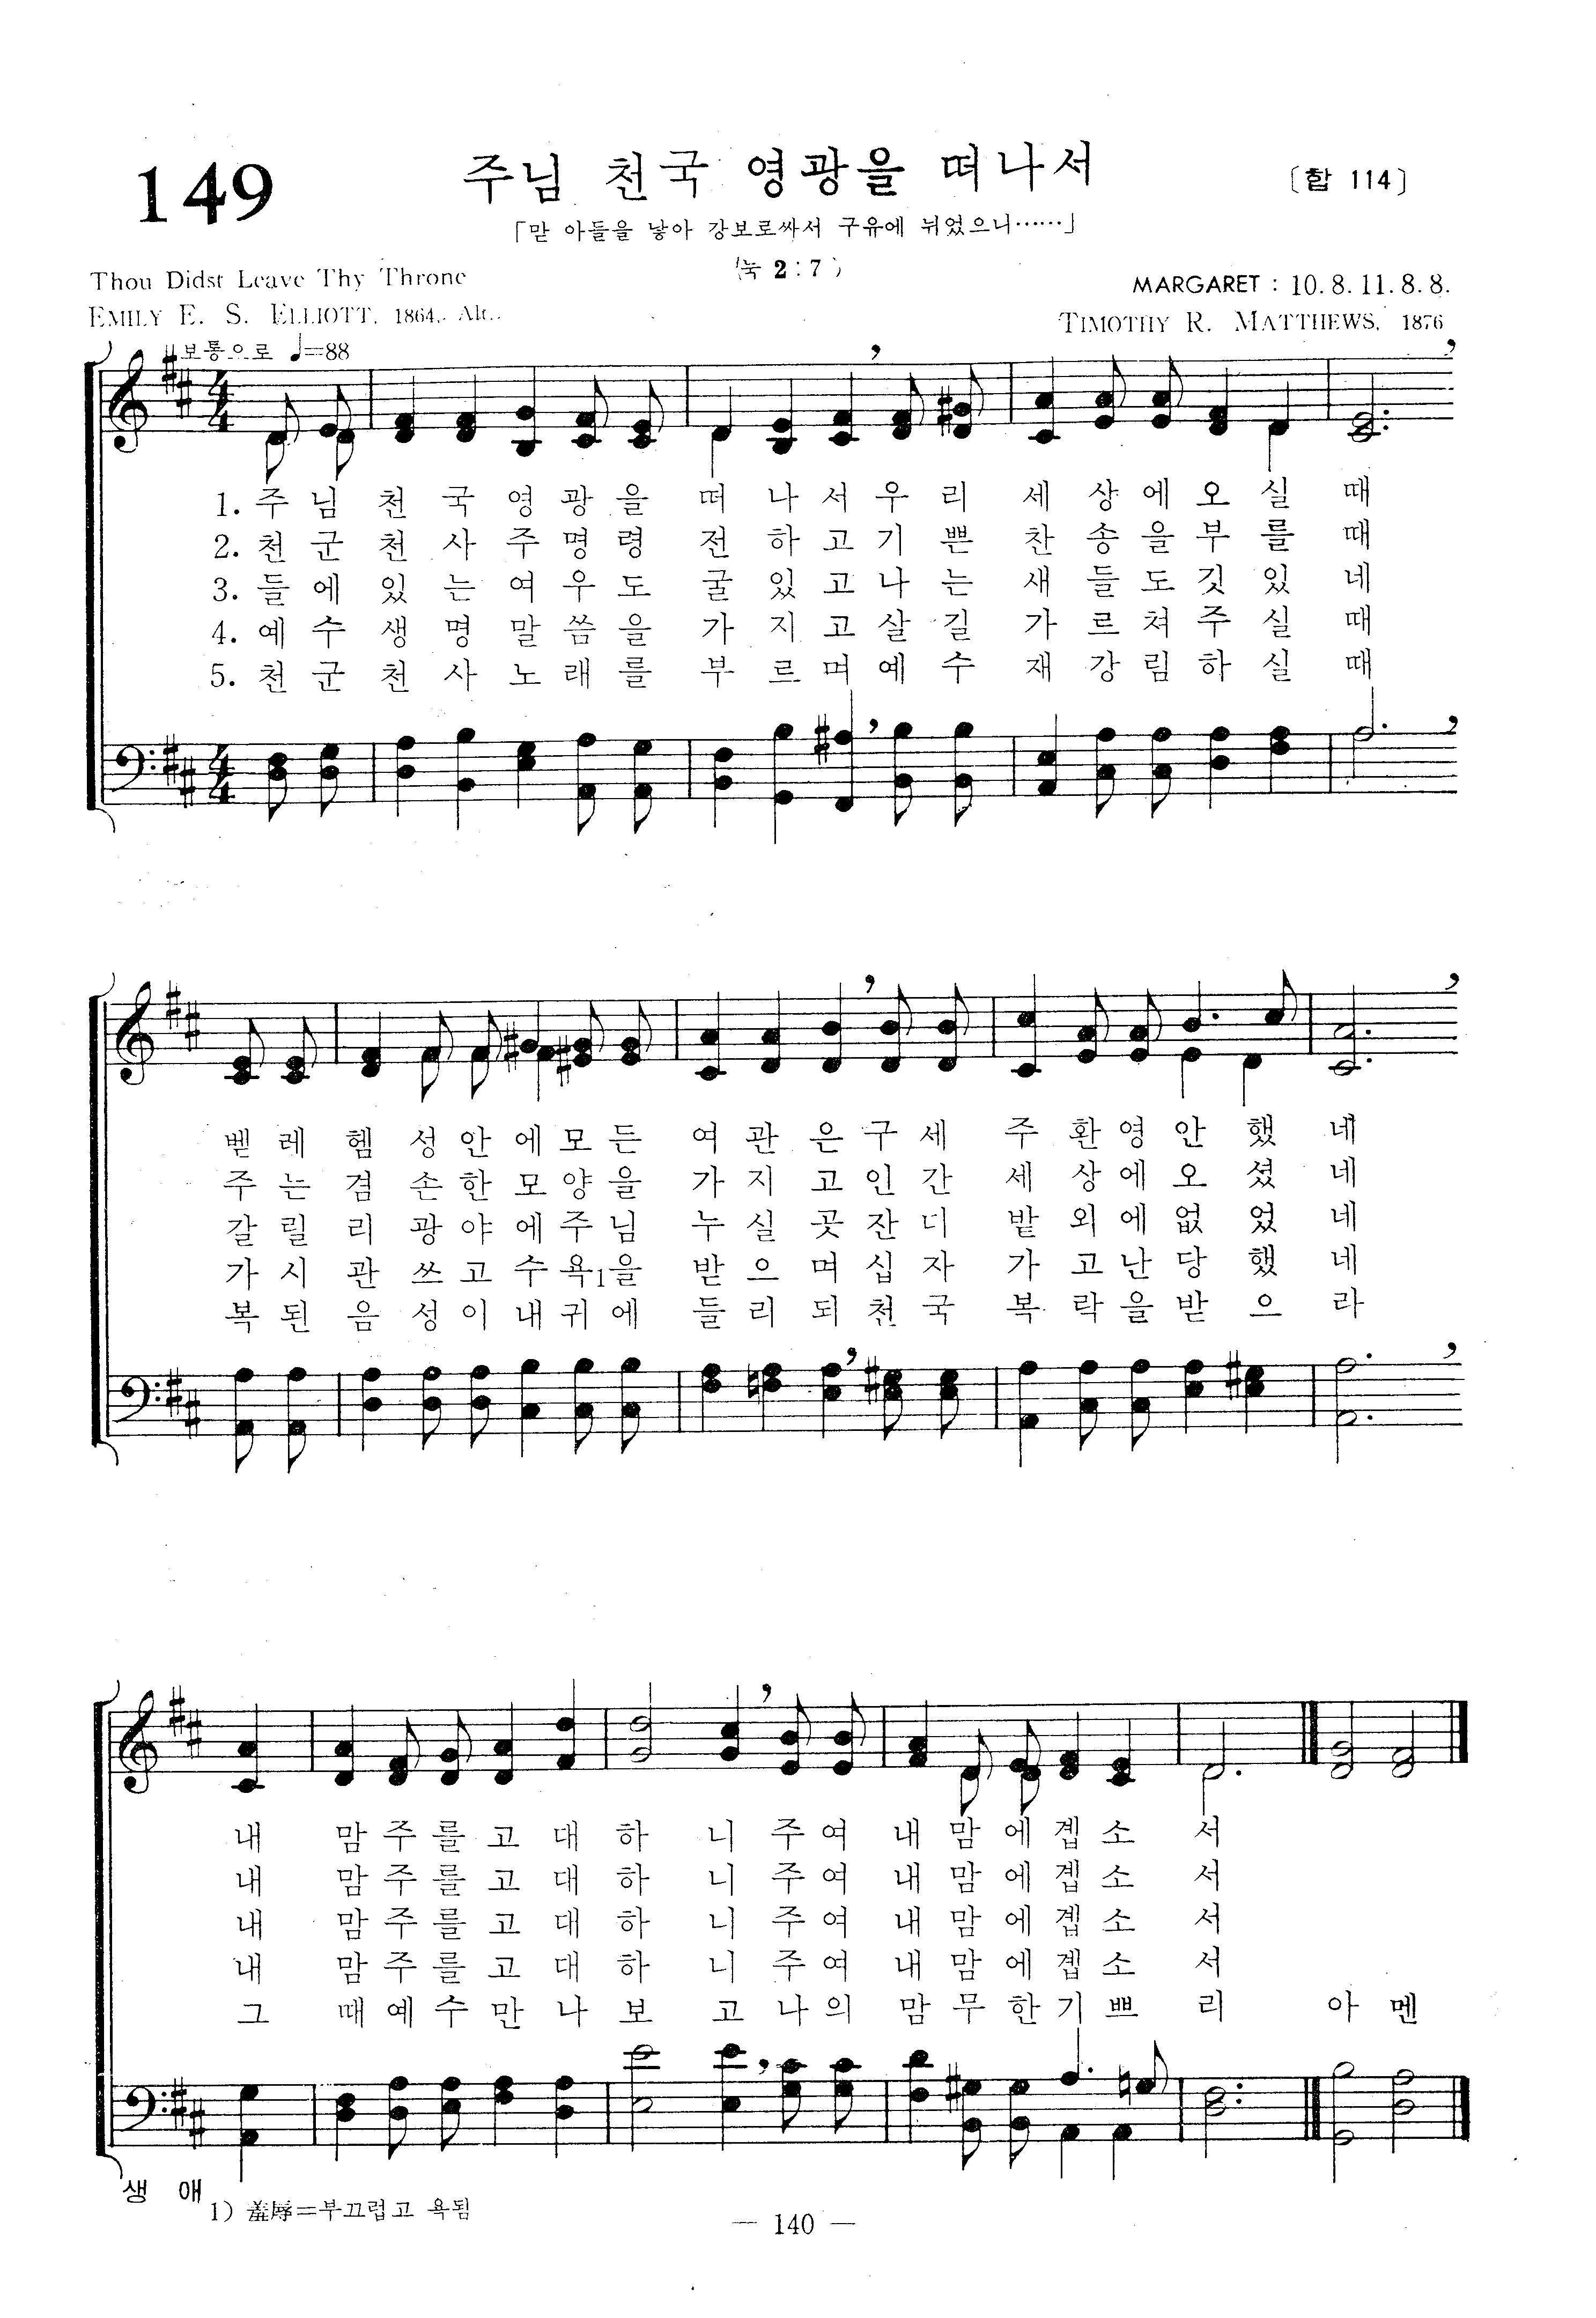 149
주님 천국 영광을 떠나서
〔합 114〕
「맏 아들을 낳아 강보로싸서 구유에 뉘었으니……」
(눅 2 : 7 )
Thou Didst Leave Thy Throne
EMILY E. S. ELLIOTT, 1864, Alt.
MARGARET : 10. 8. 11. 8. 8.
TIMOTHY R. MATTHEWS, 1876
보통으로 ♩=88
1. 주 님 천 국 영 광 을 떠 나 서 우 리 세 상 에 오 실 때
2. 천 군 천 사 주 명 령 전 하 고 기 쁜 찬 송 을 부 를 때
3. 들 에 있 는 여 우 도 굴 있 고 나 는 새 들 도 깃 있 네
4. 예 수 생 명 말 씀 을 가 지 고 살 길 가 르 쳐 주 실 때
5. 천 군 천 사 노 래 를 부 르 며 예 수 재 강 림 하 실 때
벧 레 헴 성 안 에 모 든 여 관 은 구 세 주 환 영 안 했 네
주 는 겸 손 한 모 양 을 가 지 고 인 간 세 상 에 오 셨 네
갈 릴 리 광 야 에 주 님 누 실 곳 잔 디 밭 외 에 없 었 네
가 시 관 쓰 고 수 욕1 을 받 으 며 십 자 가 고 난 당 했 네
복 된 음 성 이 내 귀 에 들 리 되 천 국 복 락 을 받 으 라
내 맘 주 를 고 대 하 니 주 여 내 맘 에 곕 소 서
내 맘 주 를 고 대 하 니 주 여 내 맘 에 곕 소 서
내 맘 주 를 고 대 하 니 주 여 내 맘 에 곕 소 서
내 맘 주 를 고 대 하 니 주 여 내 맘 에 곕 소 서
그 때 예 수 만 나 보 고 나 의 맘 무 한 기 쁘 리 아 멘
생 애
1) 羞辱=부끄럽고 욕됨
— 140 —